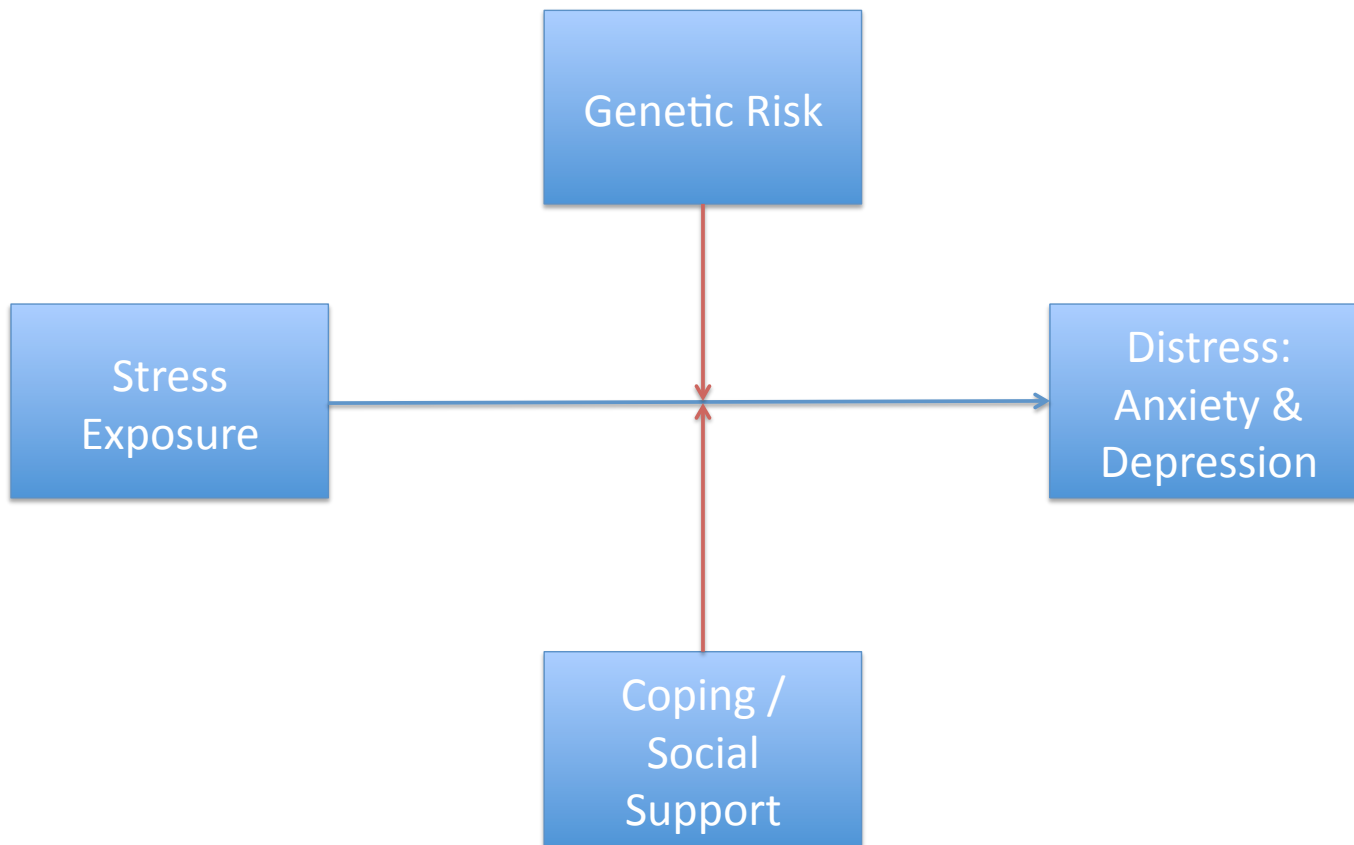 Genetic Risk
Stress
Exposure
Distress:
Anxiety &
Depression
Coping /
Social
Support